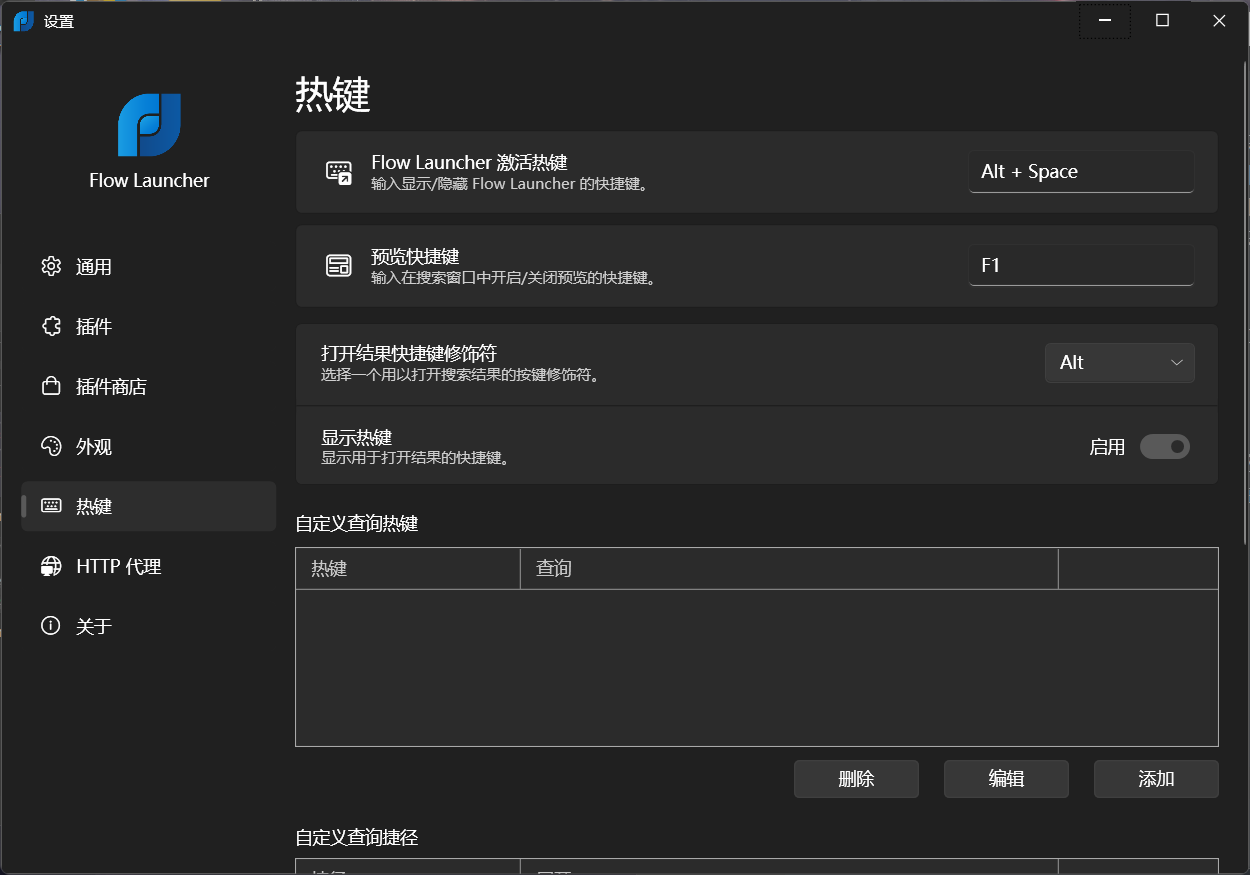 设置
Flow Launcher
通用
插件
插件商店
外观
热键
HTTP 代理
关于
热键
Flow Launcher 激活热键
输入显示/隐藏 Flow Launcher 的快捷键。
Alt + Space
预览快捷键
输入在搜索窗口中开启/关闭预览的快捷键。
F1
打开结果快捷键修饰符
选择一个用以打开搜索结果的按键修饰符。
Alt
显示热键
显示用于打开结果的快捷键。
启用
自定义查询热键
热键 查询
删除 编辑 添加
自定义查询捷径